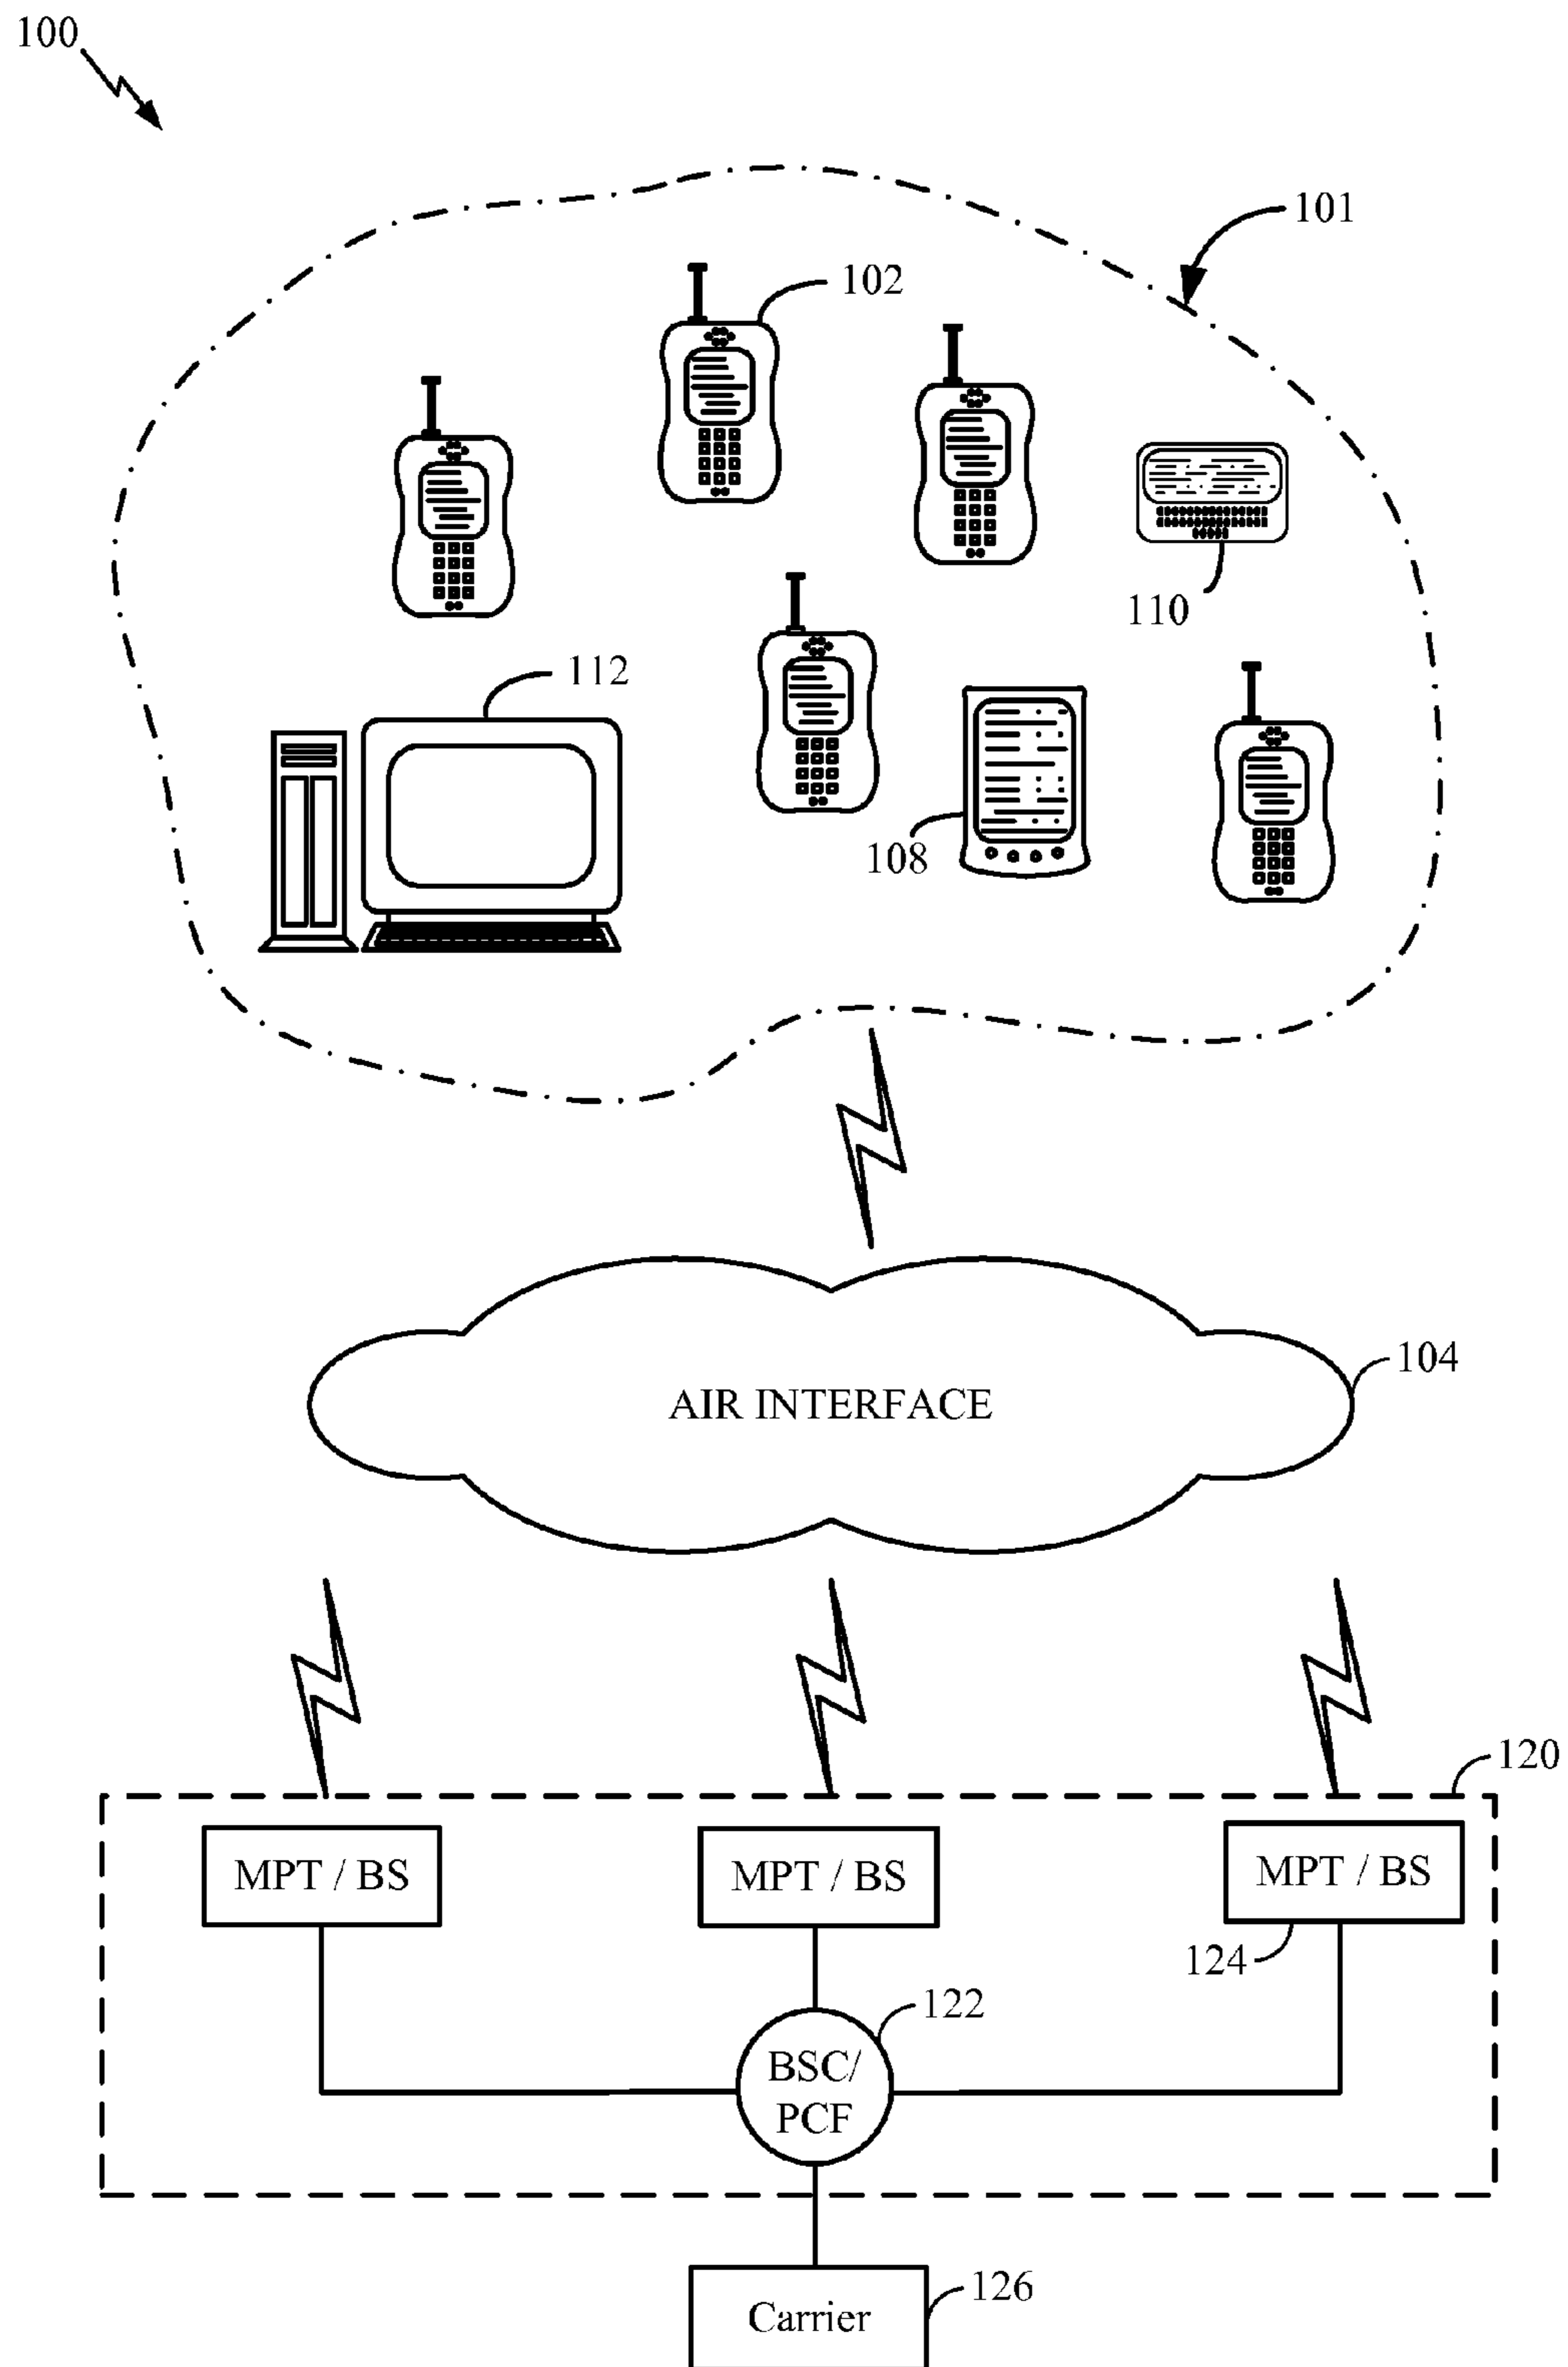 100
101
102
110
112
108
104
AIR INTERFACE
120
MPT / BS
MPT / BS
MPT / BS
124
122
BSC/
PCF
126
Carrier